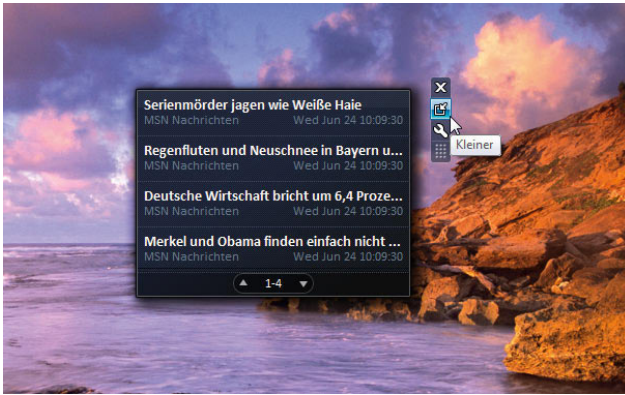 Serienmörder jagen wie Weiße Haie
MSN Nachrichten Wed Jun 24 10:09:30
Regenfluten und Neuschnee in Bayern u...
MSN Nachrichten Wed Jun 24 10:09:30
Deutsche Wirtschaft bricht um 6,4 Proze...
MSN Nachrichten Wed Jun 24 10:09:30
Merkel und Obama finden einfach nicht ...
MSN Nachrichten Wed Jun 24 10:09:30
1-4
Kleiner